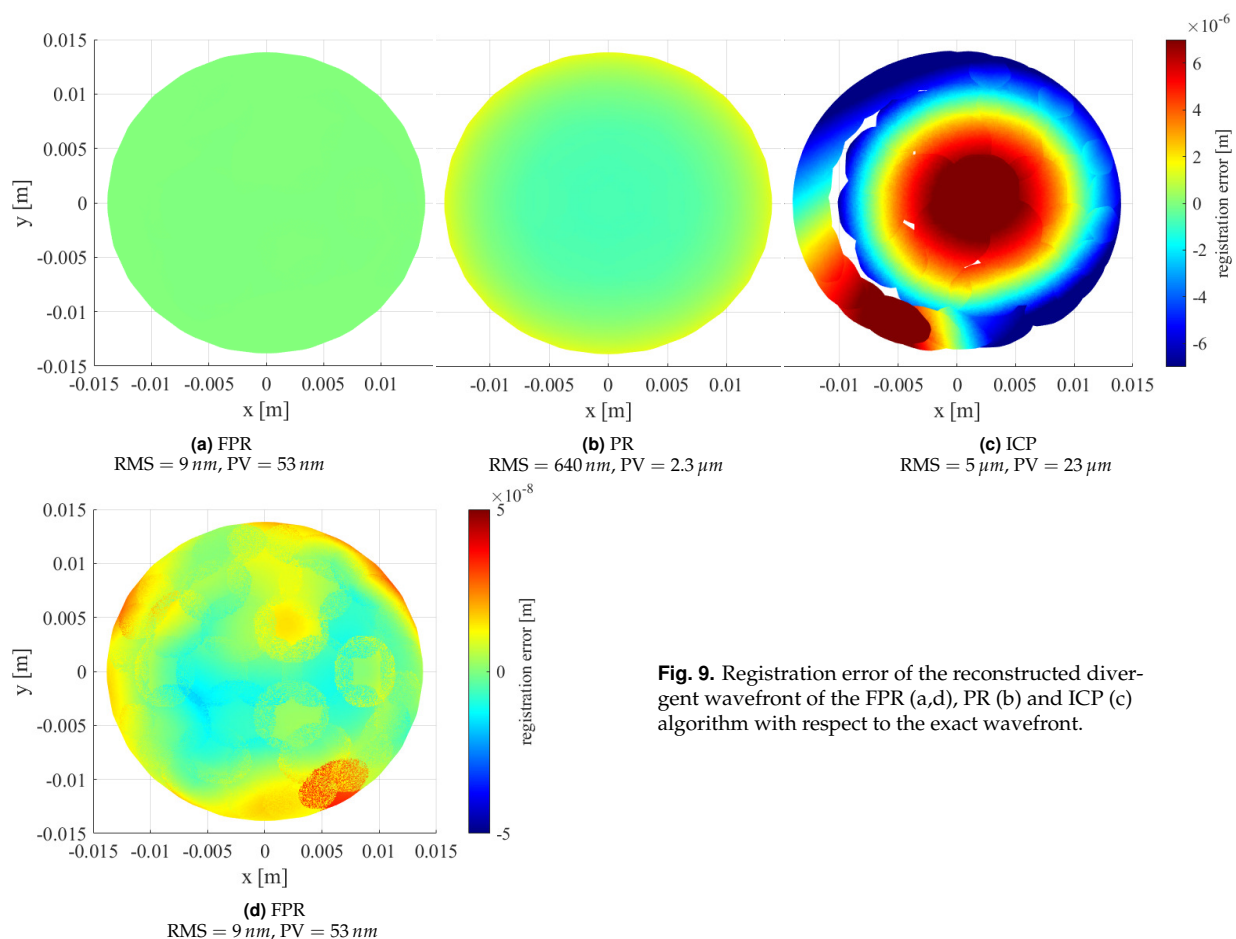 ×10⁻⁶
0.015
0.01
0.005
0
-0.005
-0.01
-0.015
y [m]
-0.015 -0.01 -0.005 0 0.005 0.01
x [m]
-0.01 -0.005 0 0.005 0.01
x [m]
-0.01 -0.005 0 0.005 0.01 0.015
x [m]
6
4
2
0
-2
-4
-6
registration error [m]
(a) FPR
RMS = 9 nm, PV = 53 nm
(b) PR
RMS = 640 nm, PV = 2.3 μm
(c) ICP
RMS = 5 μm, PV = 23 μm
×10⁻⁸
0.015
0.01
0.005
0
-0.005
-0.01
-0.015
y [m]
-0.015 -0.01 -0.005 0 0.005 0.01 0.015
x [m]
5
0
-5
registration error [m]
(d) FPR
RMS = 9 nm, PV = 53 nm
Fig. 9. Registration error of the reconstructed diver-
gent wavefront of the FPR (a,d), PR (b) and ICP (c)
algorithm with respect to the exact wavefront.